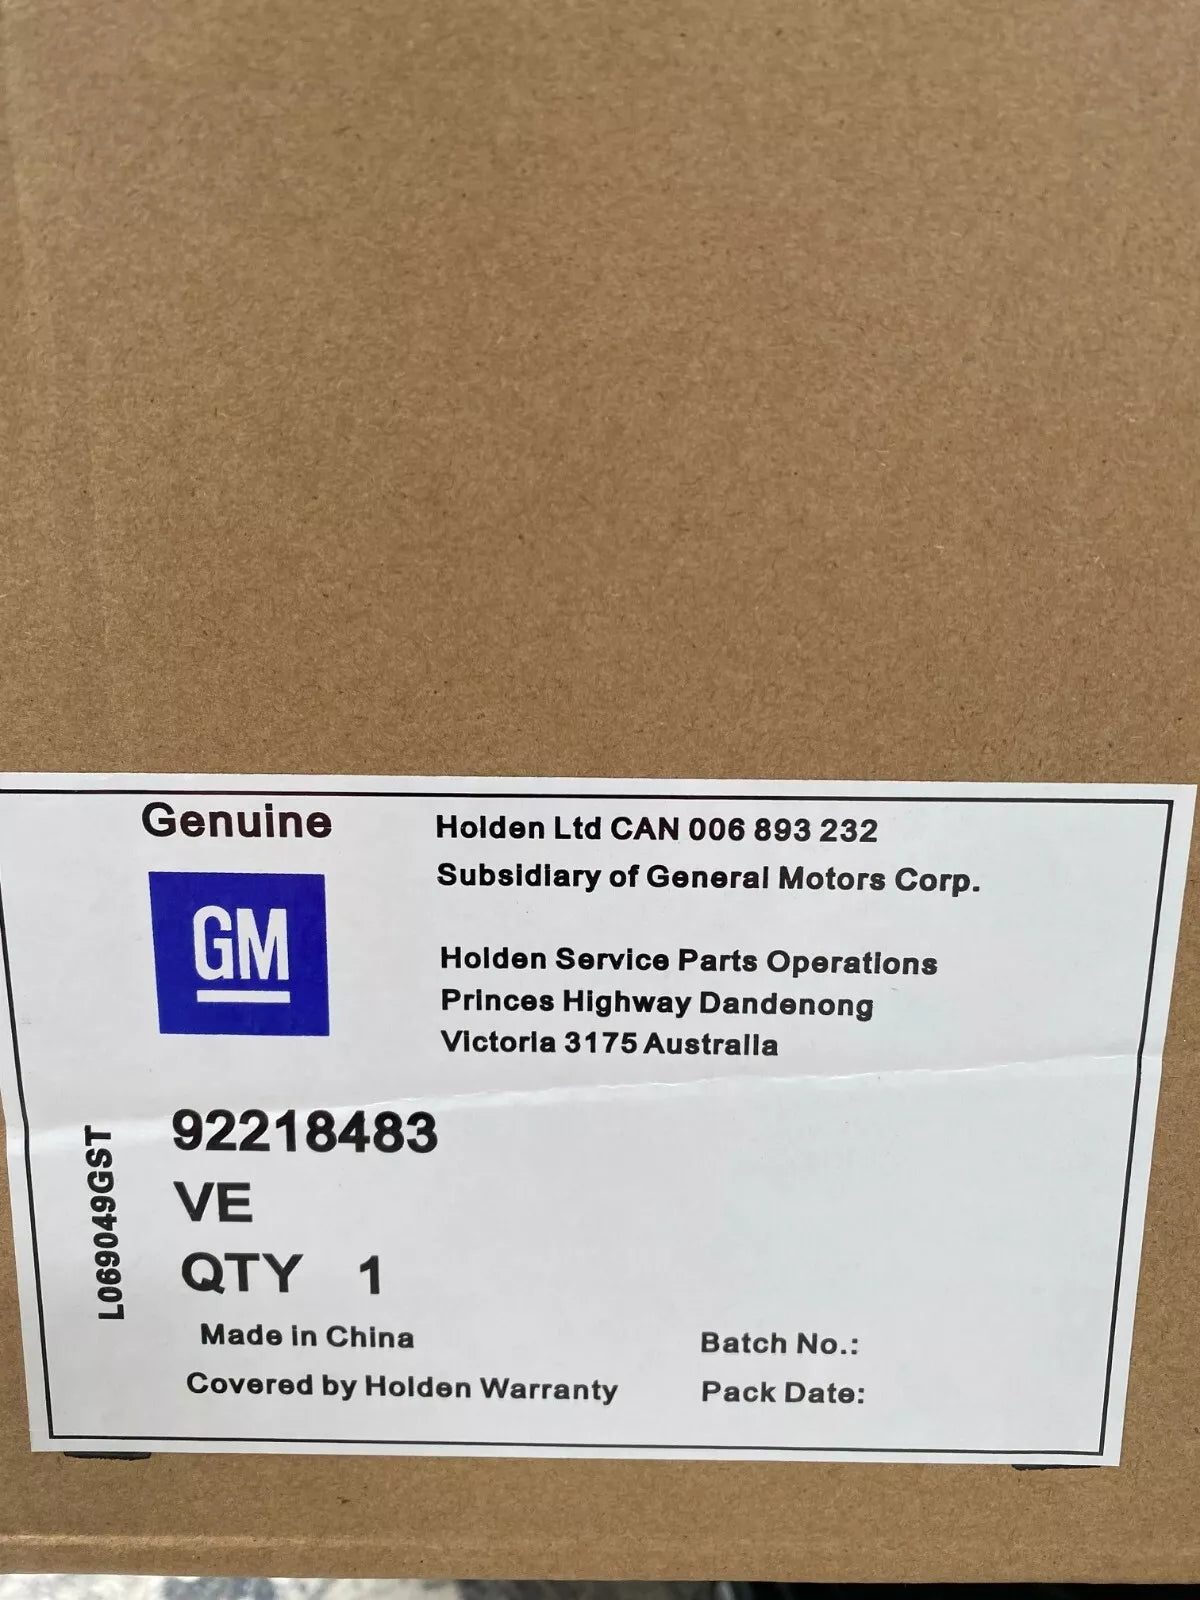 Genuine
GM
Holden Ltd CAN 006 893 232
Subsidiary of General Motors Corp.
Holden Service Parts Operations
Princes Highway Dandenong
Victoria 3175 Australia
L069049GST
92218483
VE
QTY 1
Made in China
Covered by Holden Warranty
Batch No.:
Pack Date: